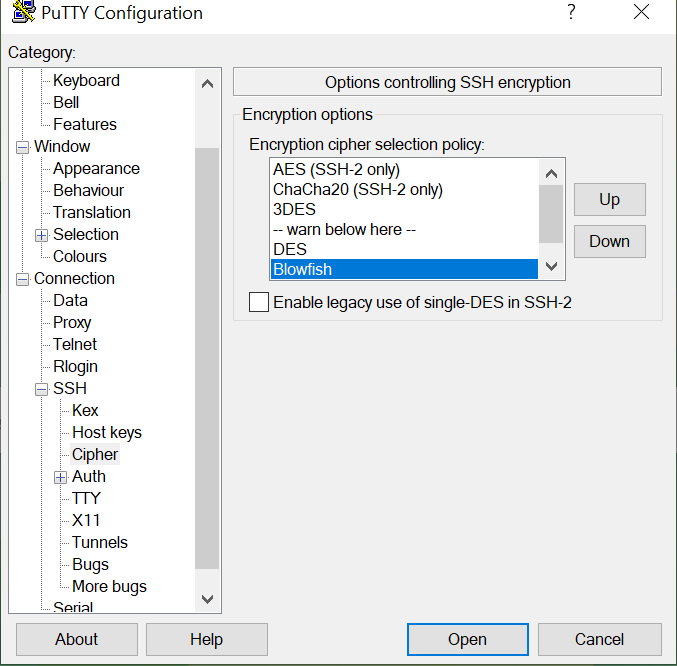 PuTTY Configuration
?
Category:
Keyboard
Bell
Features
Window
Appearance
Behaviour
Translation
Selection
Colours
Connection
Data
Proxy
Telnet
Rlogin
SSH
Kex
Host keys
Cipher
Auth
TTY
X11
Tunnels
Bugs
More bugs
Serial
Options controlling SSH encryption
Encryption options
Encryption cipher selection policy:
AES (SSH-2 only)
ChaCha20 (SSH-2 only)
3DES
-- warn below here --
DES
Blowfish
Up
Down
Enable legacy use of single-DES in SSH-2
About
Help
Open
Cancel